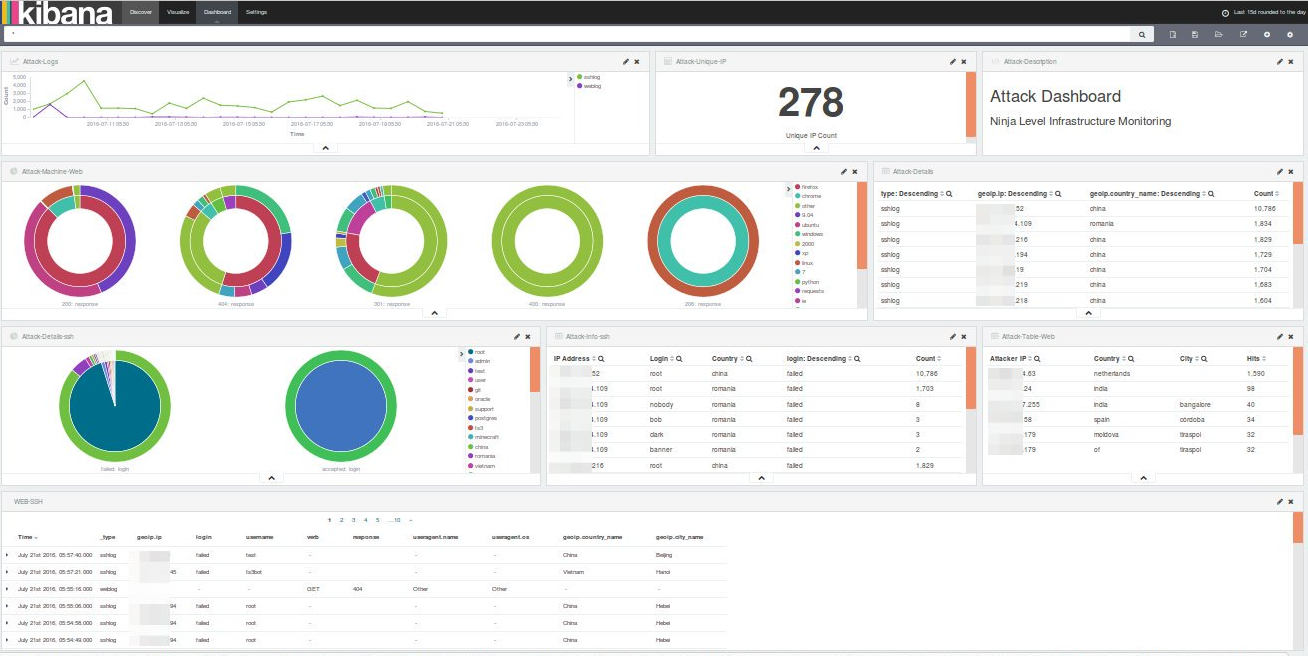 kibana Discover Visualize Dashboard Settings Last 15d rounded to the day
*
Attack-Logs
5,000
4,000
3,000
2,000
1,000
0
Count
2016-07-11 05:30 2016-07-13 05:30 2016-07-15 05:30 2016-07-17 05:30 2016-07-19 05:30 2016-07-21 05:30 2016-07-23 05:30
Time
sshlog
weblog
Attack-Unique-IP
278
Unique IP Count
Attack-Description
Attack Dashboard
Ninja Level Infrastructure Monitoring
Attack-Machine-Web
200: response 404: response 301: response 400: response 206: response
firefox
chrome
other
9.04
ubuntu
windows
2000
xp
linux
7
python
requests
ie
Attack-Details
type: Descending geoip.ip: Descending geoip.country_name: Descending Count
sshlog 52 china 10,786
sshlog 4.109 romania 1,834
sshlog .216 china 1,829
sshlog .194 china 1,729
sshlog .19 china 1,704
sshlog .219 china 1,683
sshlog .218 china 1,604
Attack-Details-ssh
failed: login accepted: login
root
admin
test
user
git
oracle
support
postgres
ts3
minecraft
china
romania
vietnam
Attack-Info-ssh
IP Address Login Country login: Descending Count
52 root china failed 10,786
4.109 root romania failed 1,703
4.109 nobody romania failed 8
4.109 bob romania failed 3
4.109 dark romania failed 3
4.109 banner romania failed 2
216 root china failed 1,829
Attack-Table-Web
Attacker IP Country City Hits
4.63 netherlands 1,590
.24 india 98
7.255 india bangalore 40
58 spain córdoba 34
.179 moldova tiraspol 32
.179 of tiraspol 32
WEB-SSH
1 2 3 4 5 ...10 »
Time _type geoip.ip login username verb response useragent.name useragent.os geoip.country_name geoip.city_name
July 21st 2016, 05:57:40.000 sshlog failed test - - - - China Beijing
July 21st 2016, 05:57:21.000 sshlog 45 failed ts3bot - - - - Vietnam Hanoi
July 21st 2016, 05:55:16.000 weblog - - GET 404 Other Other - -
July 21st 2016, 05:55:06.000 sshlog 94 failed root - - - - China Hebei
July 21st 2016, 05:54:58.000 sshlog 94 failed root - - - - China Hebei
July 21st 2016, 05:54:49.000 sshlog 94 failed root - - - - China Hebei